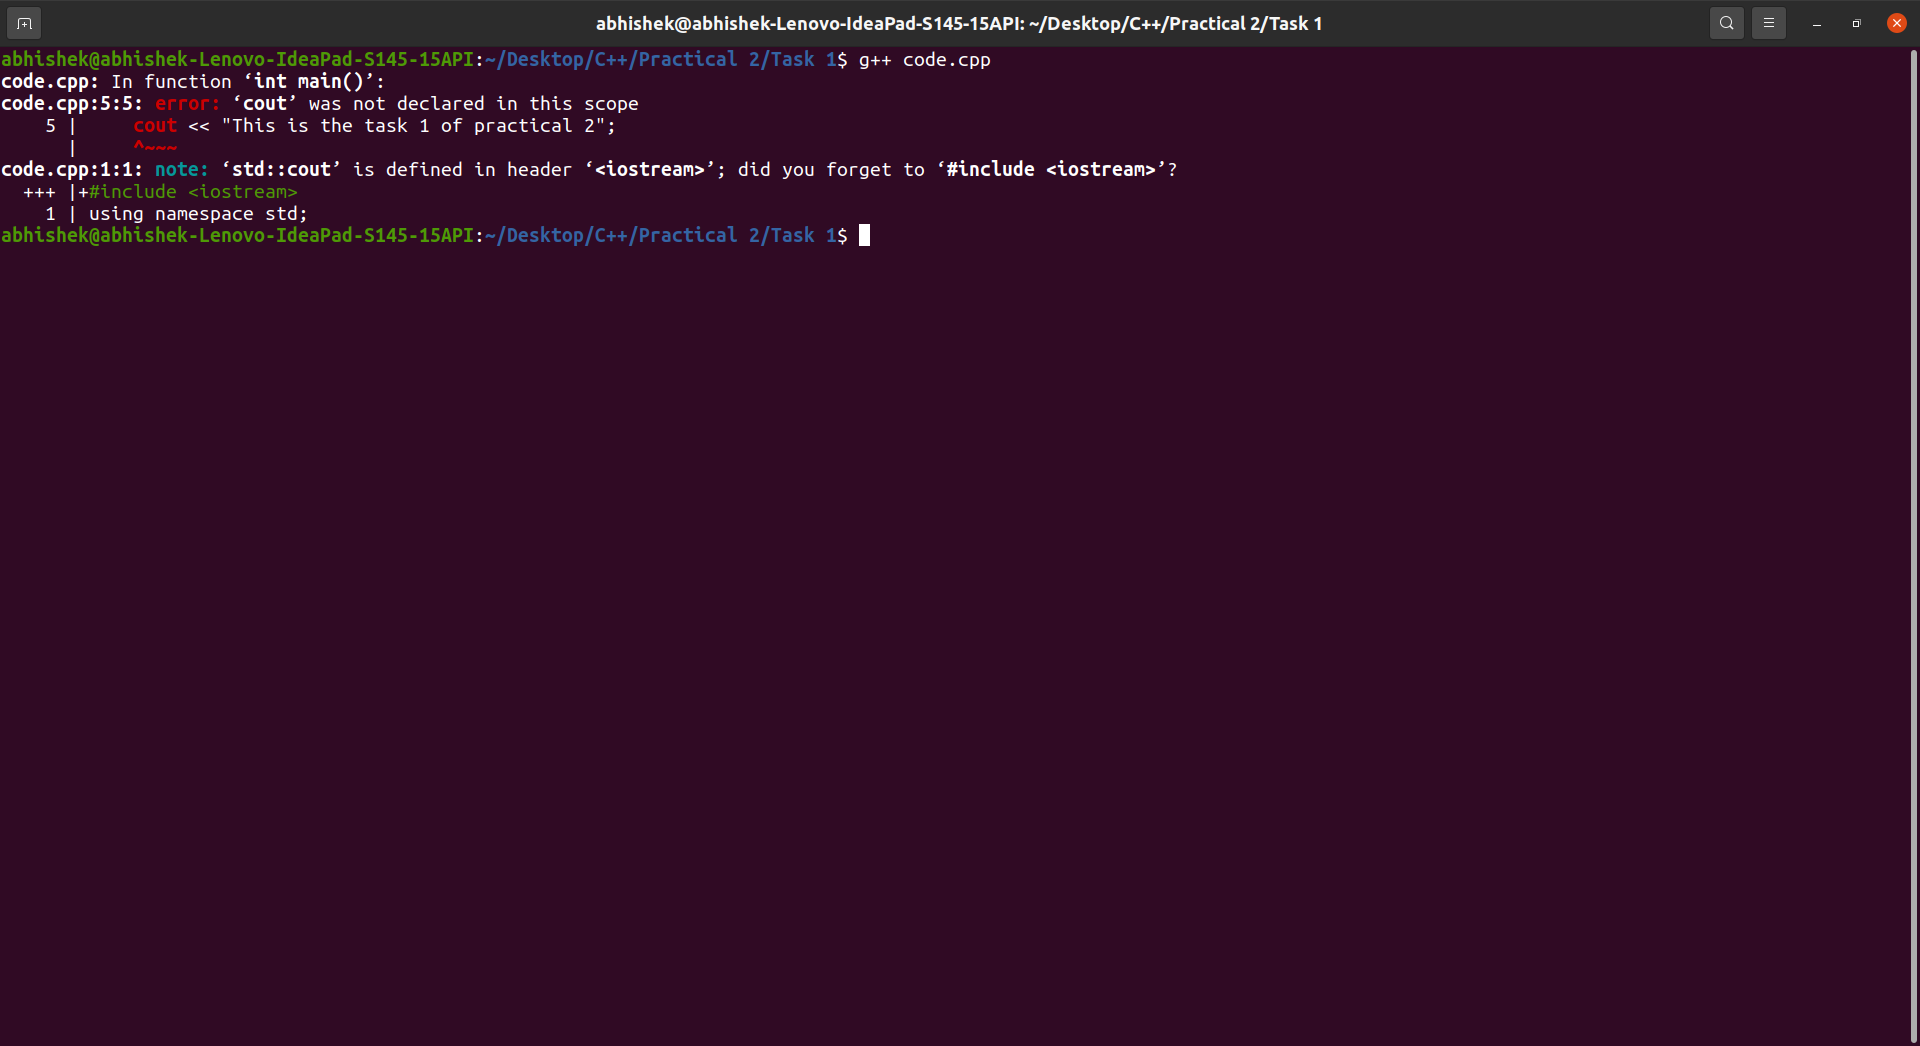 abhishek@abhishek-Lenovo-IdeaPad-S145-15API: ~/Desktop/C++/Practical 2/Task 1
abhishek@abhishek-Lenovo-IdeaPad-S145-15API:~/Desktop/C++/Practical 2/Task 1$ g++ code.cpp
code.cpp: In function ‘int main()’:
code.cpp:5:5: error: ‘cout’ was not declared in this scope
    5 |     cout << "This is the task 1 of practical 2";
      |     ^~~~
code.cpp:1:1: note: ‘std::cout’ is defined in header ‘<iostream>’; did you forget to ‘#include <iostream>’?
  +++ |+#include <iostream>
    1 | using namespace std;
abhishek@abhishek-Lenovo-IdeaPad-S145-15API:~/Desktop/C++/Practical 2/Task 1$